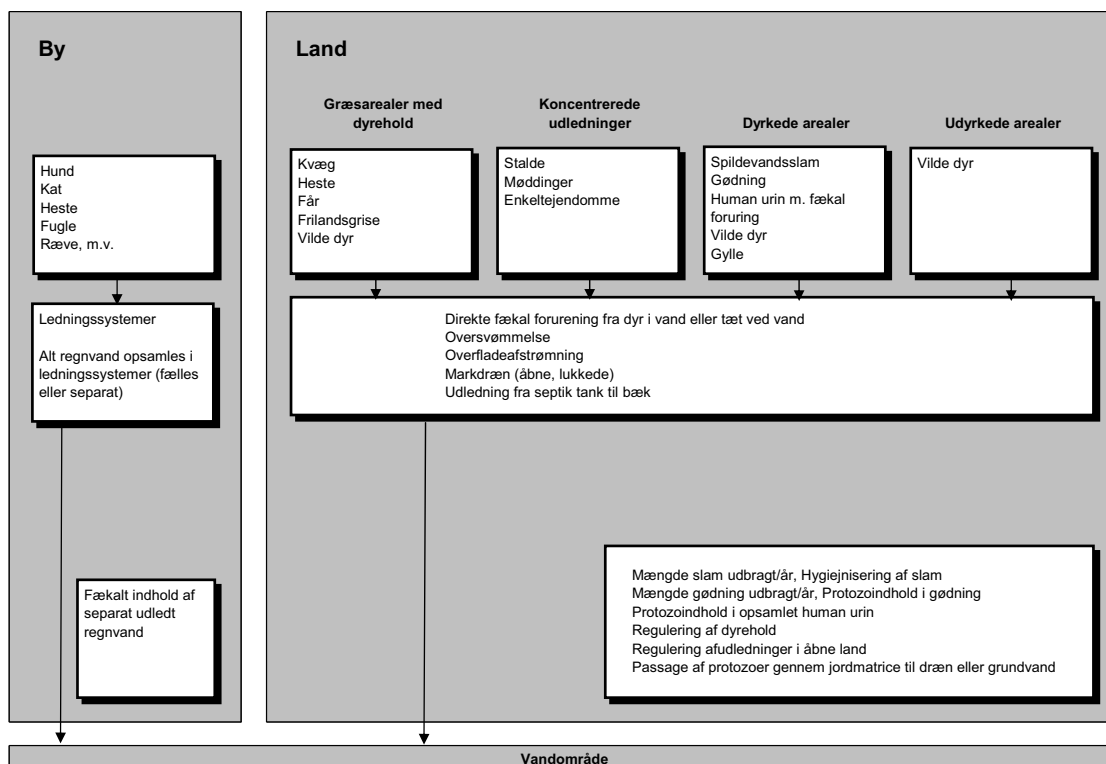 By
Hund
Kat
Heste
Fugle
Ræve, m.v.
Ledningssystemer
Alt regnvand opsamles i
ledningssystemer (fælles
eller separat)
Fækalt indhold af
separat udledt
regnvand
Land
Græsarealer med
dyrehold
Kvæg
Heste
Får
Frilandsgrise
Vilde dyr
Koncentrerede
udledninger
Stalde
Møddinger
Enkeltejendomme
Dyrkede arealer
Spildevandsslam
Gødning
Human urin m. fækal
foruring
Vilde dyr
Gylle
Udyrkede arealer
Vilde dyr
Direkte fækal forurening fra dyr i vand eller tæt ved vand
Oversvømmelse
Overfladeafstrømning
Markdræn (åbne, lukkede)
Udledning fra septik tank til bæk
Mængde slam udbragt/år, Hygiejnisering af slam
Mængde gødning udbragt/år, Protozoindhold i gødning
Protozoindhold i opsamlet human urin
Regulering af dyrehold
Regulering afudledninger i åbne land
Passage af protozoer gennem jordmatrice til dræn eller grundvand
Vandområde